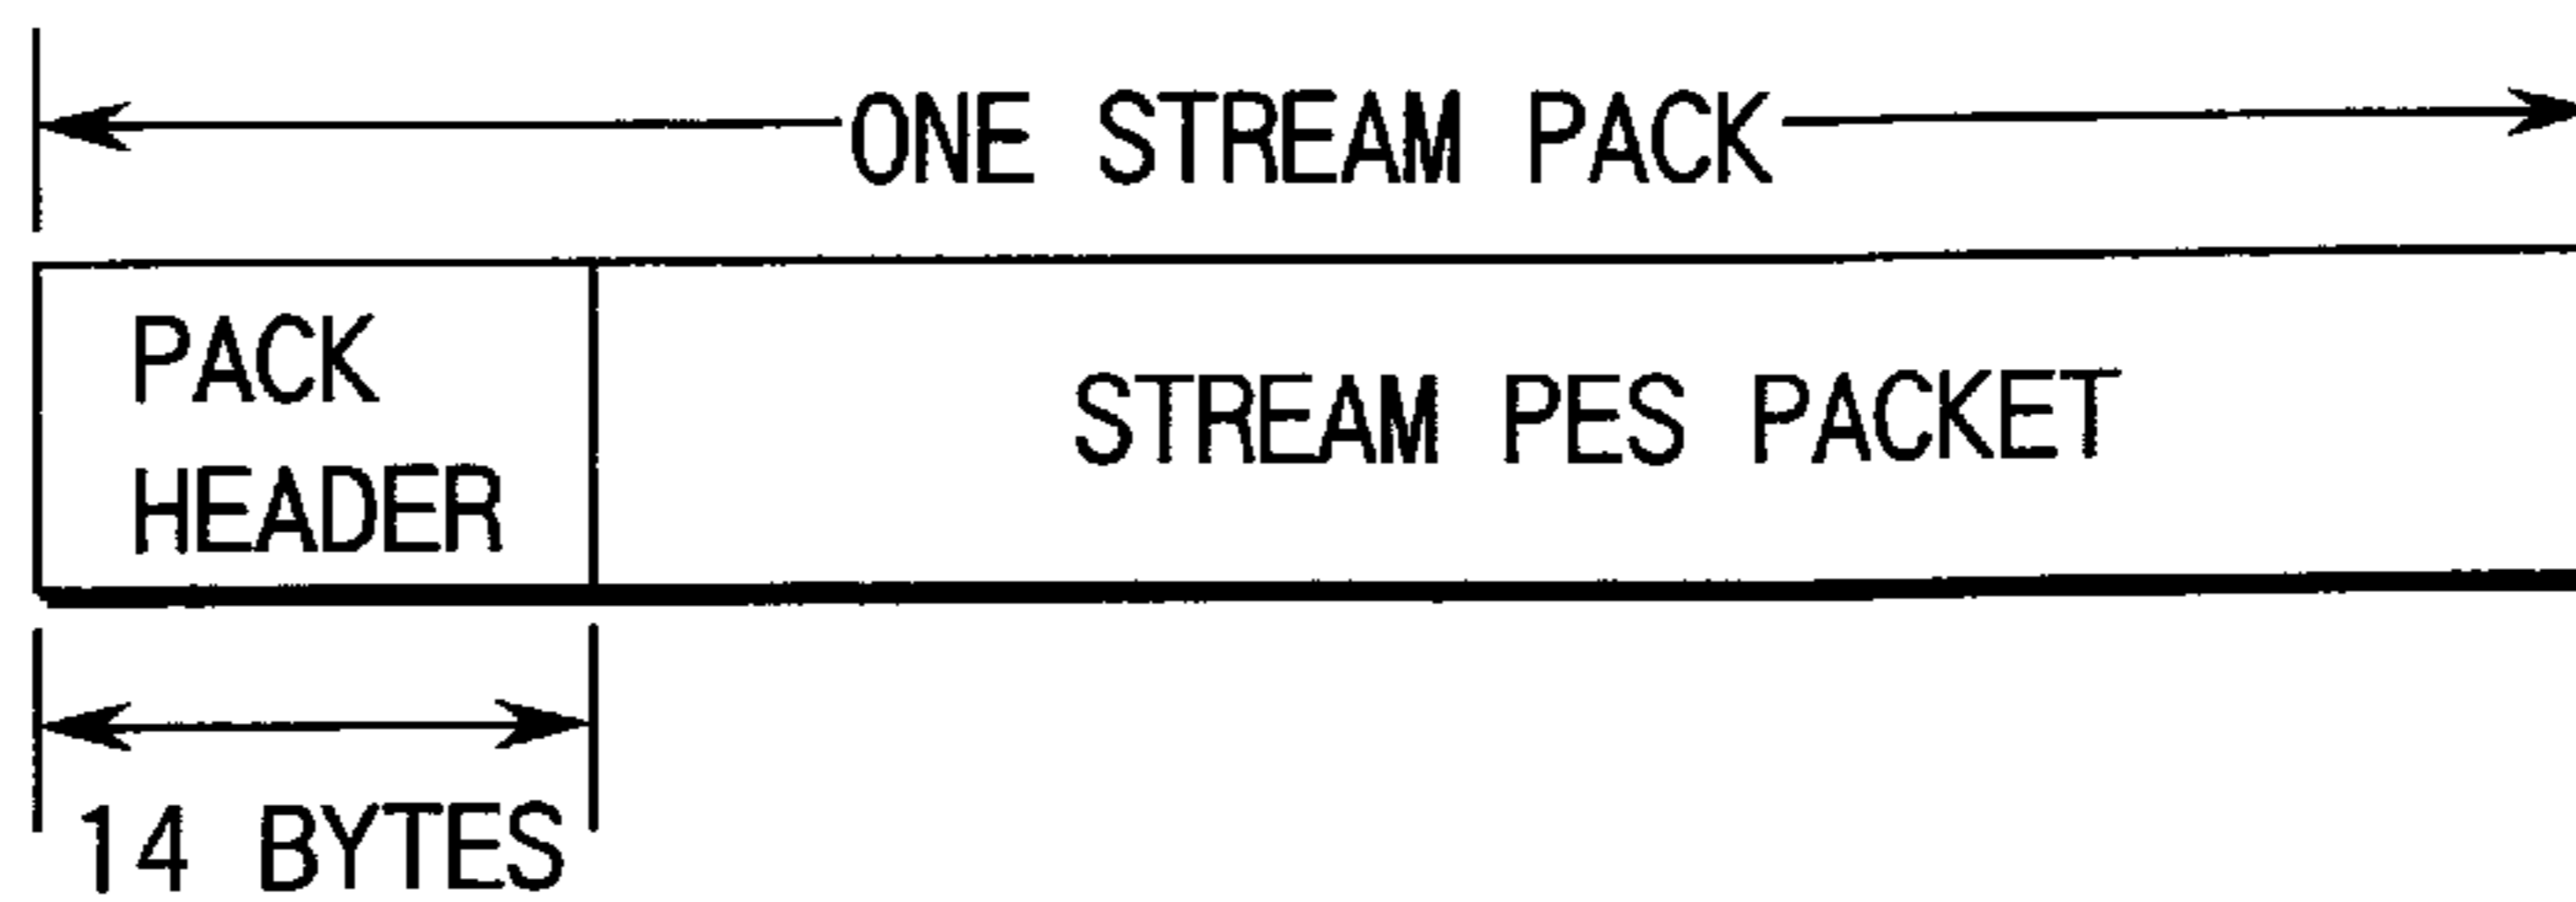 ONE STREAM PACK
PACK
HEADER
STREAM PES PACKET
14 BYTES